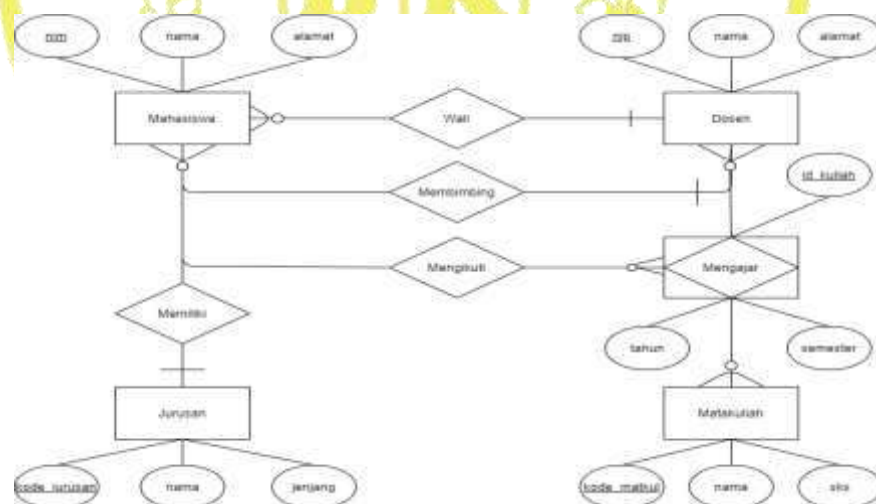 nim
nama
alamat
nama
alamat
Mahasiswa
Wali
Dosen
Membimbing
id_kuliah
Mengikuti
Mengajar
Memiliki
tahun
semester
Jurusan
Matakuliah
kode_jurusan
nama
jenjang
kode_matkul
nama
sks